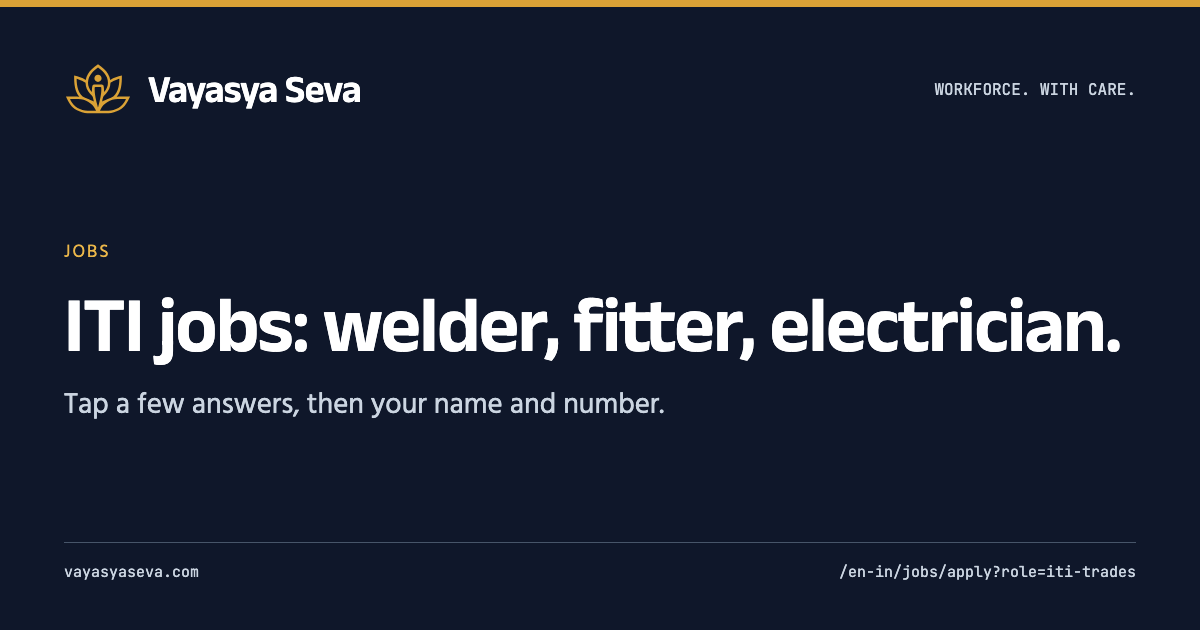 Vayasya Seva
WORKFORCE. WITH CARE.
JOBS
ITI jobs: welder, fitter, electrician.
Tap a few answers, then your name and number.
vayasyaseva.com
/en-in/jobs/apply?role=iti-trades